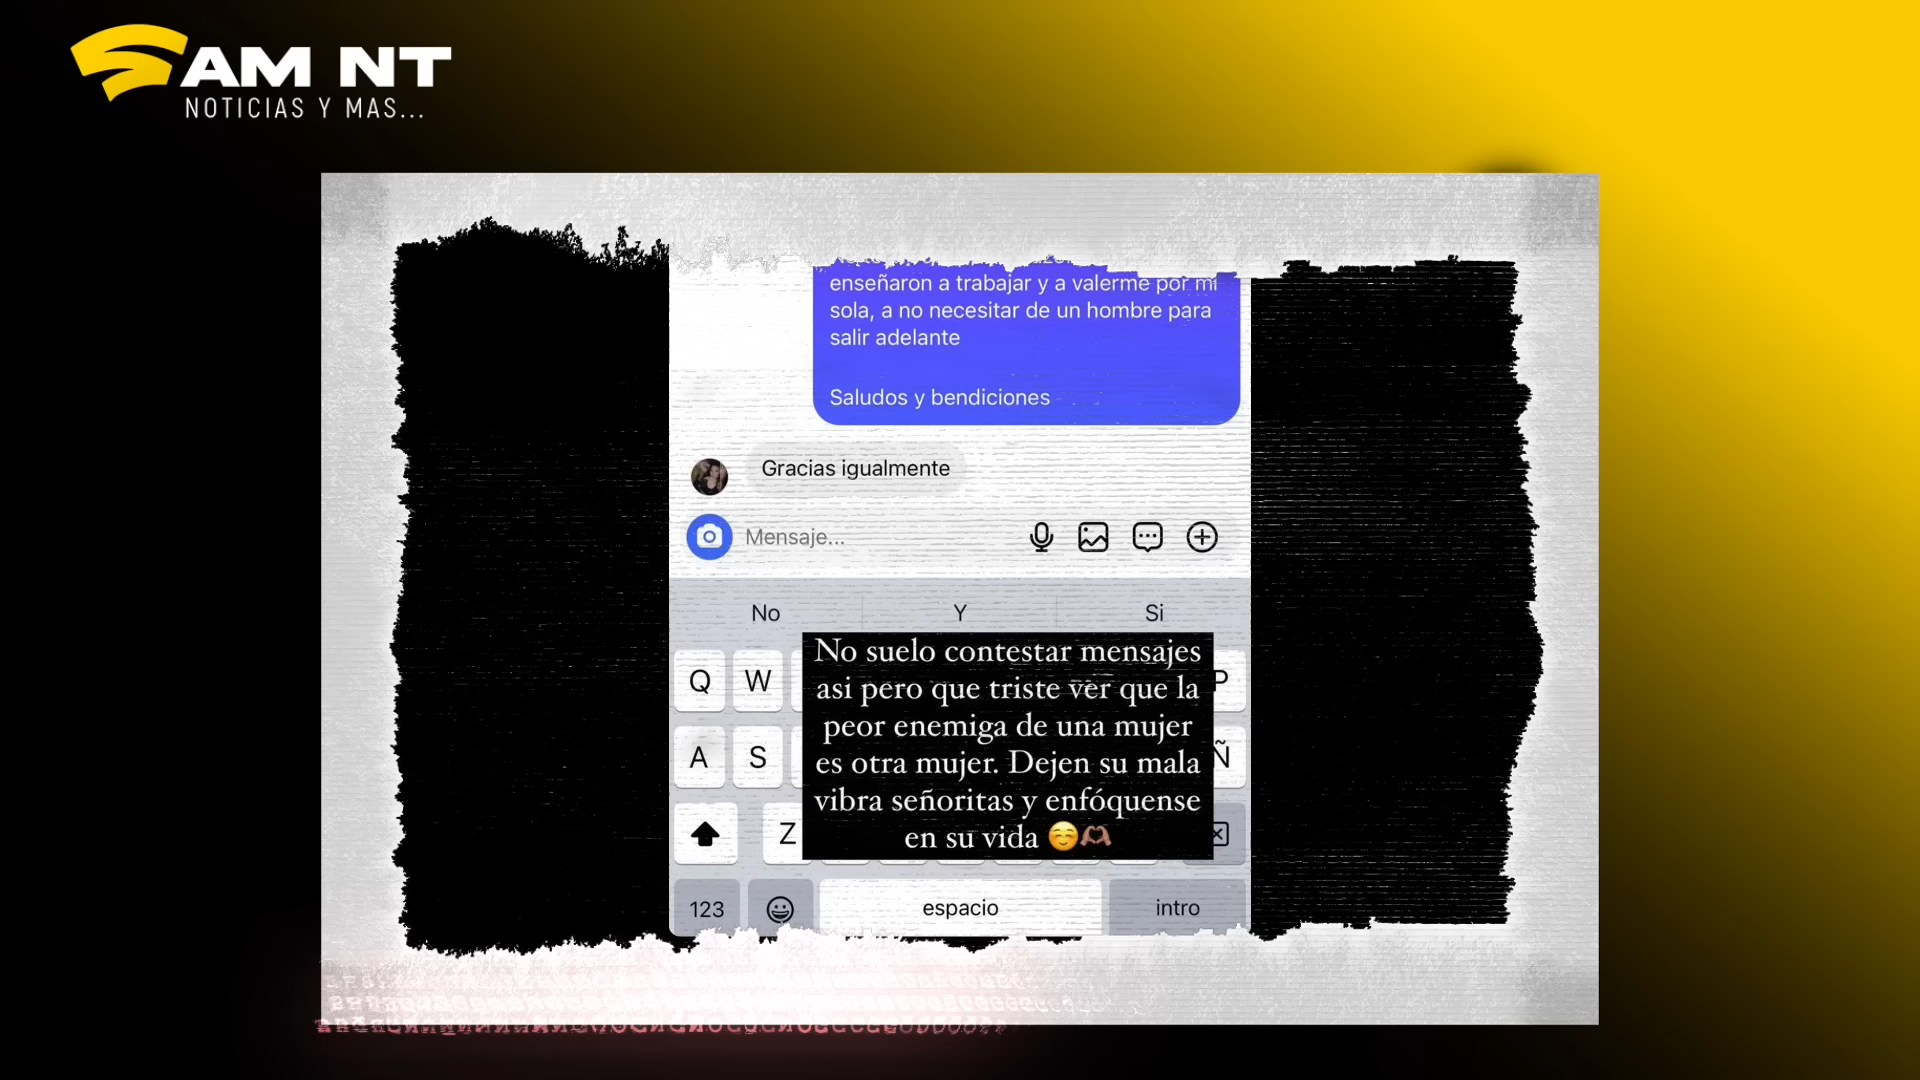 AM NT
NOTICIAS Y MAS...
enseñaron a trabajar y a valerme por mi
sola, a no necesitar de un hombre para
salir adelante
Saludos y bendiciones
Gracias igualmente
Mensaje...
No Y Si
Q W P
No suelo contestar mensajes
asi pero que triste ver que la
peor enemiga de una mujer
es otra mujer. Dejen su mala
vibra señoritas y enfóquense
en su vida ☺️🫶🏽
A S Ñ
Z
123 espacio intro